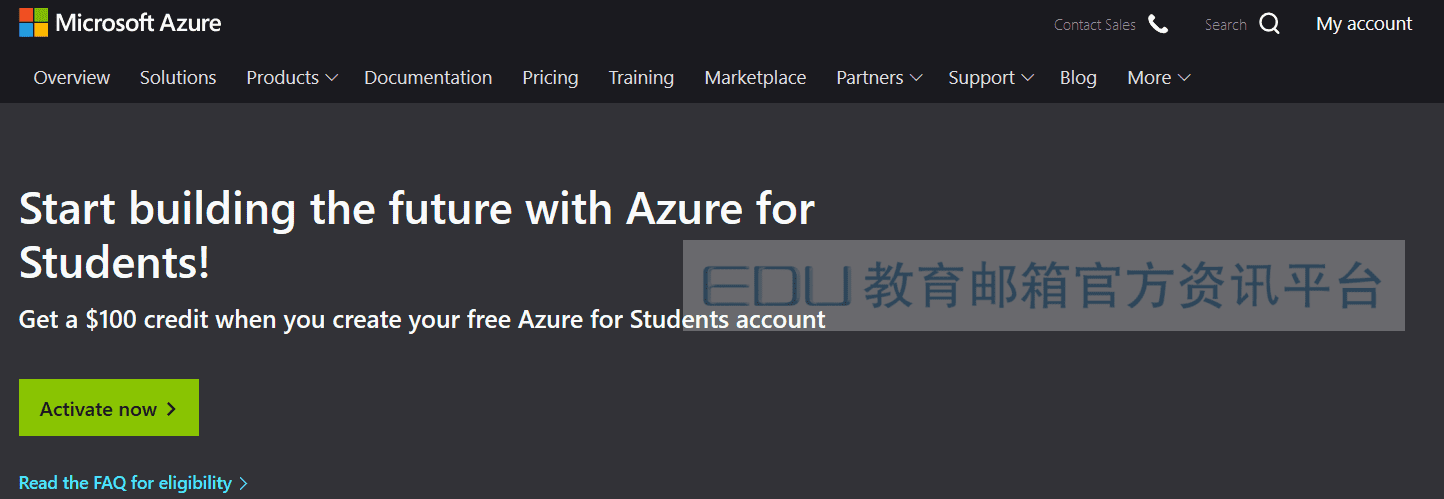 Microsoft Azure
Contact Sales
Search
My account
Overview Solutions Products Documentation Pricing Training Marketplace Partners Support Blog More
Start building the future with Azure for
Students!
EDU 教育邮箱官方资讯平台
Get a $100 credit when you create your free Azure for Students account
Activate now
Read the FAQ for eligibility